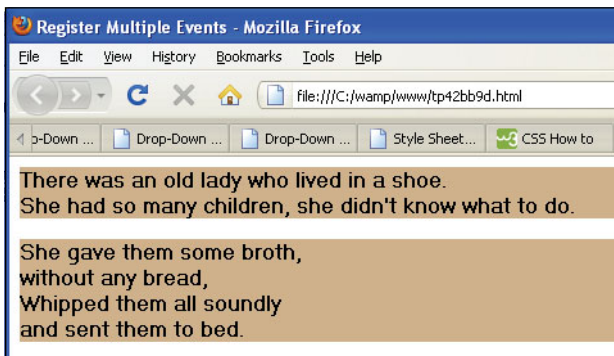 Register Multiple Events - Mozilla Firefox
File Edit View History Bookmarks Tools Help
file:///C:/wamp/www/tp42bb9d.html
p-Down ... Drop-Down ... Drop-Down ... Style Sheet... CSS How to
There was an old lady who lived in a shoe.
She had so many children, she didn't know what to do.
She gave them some broth,
without any bread,
Whipped them all soundly
and sent them to bed.